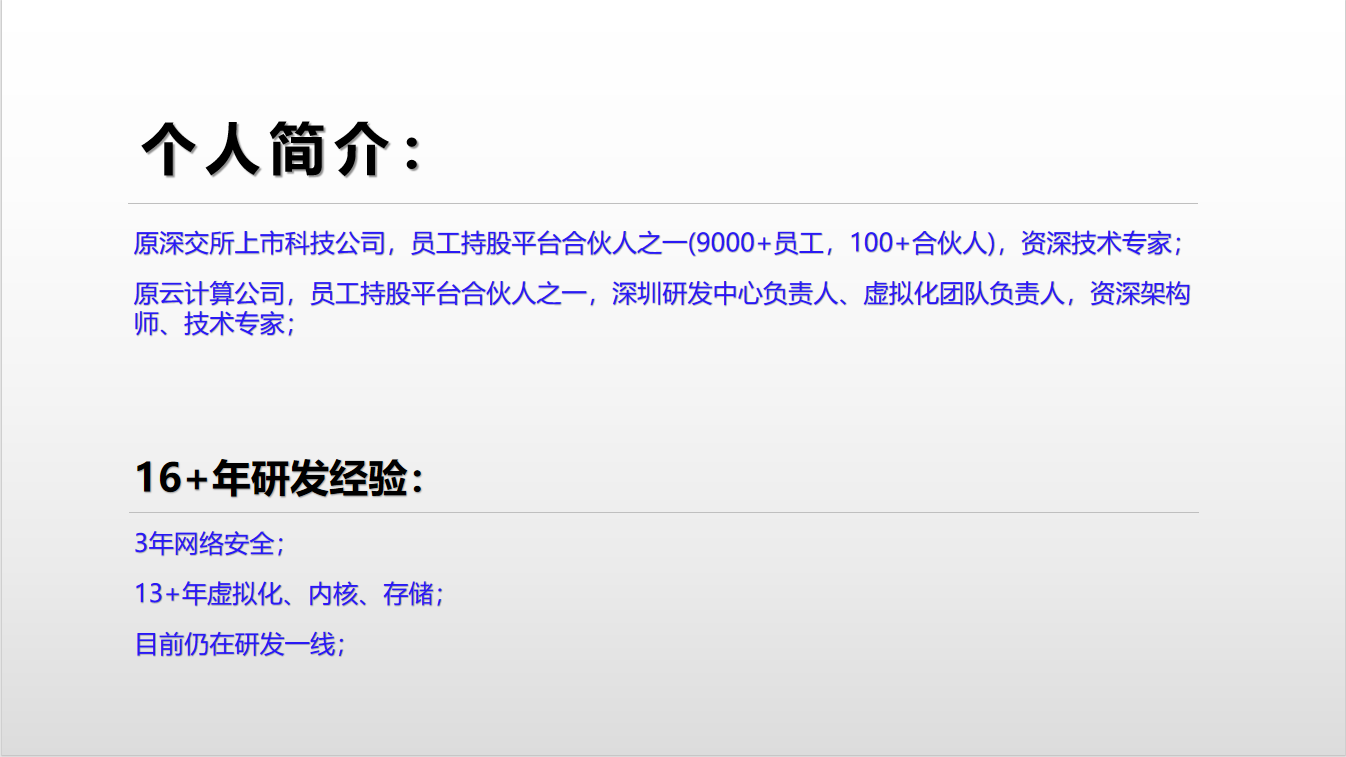 个人简介：
原深交所上市科技公司，员工持股平台合伙人之一(9000+员工，100+合伙人)，资深技术专家；
原云计算公司，员工持股平台合伙人之一，深圳研发中心负责人、虚拟化团队负责人，资深架构
师、技术专家；
16+年研发经验：
3年网络安全；
13+年虚拟化、内核、存储；
目前仍在研发一线；